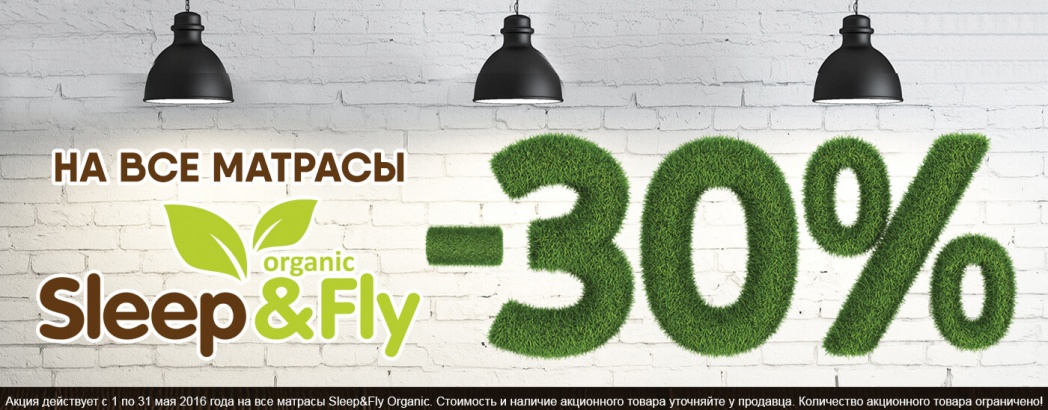 НА ВСЕ МАТРАСЫ
organic
Sleep&Fly
-30%
Акция действует с 1 по 31 мая 2016 года на все матрасы Sleep&Fly Organic. Стоимость и наличие акционного товара уточняйте у продавца. Количество акционного товара ограничено!